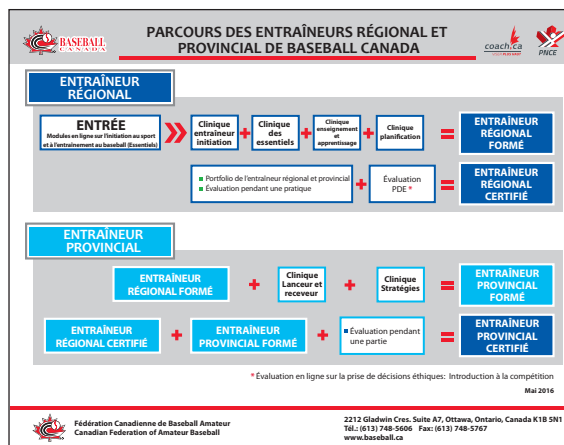 BASEBALL
CANADA
PARCOURS DES ENTRAÎNEURS RÉGIONAL ET
PROVINCIAL DE BASEBALL CANADA
coach.ca
PNCE
ENTRAÎNEUR
RÉGIONAL
ENTRÉE
Modules en ligne sur l'initiation au sport
et à l'entrainement au baseball (Essentiels)
Clinique
entraîneur
initiation
+
Clinique
des
essentiels
+
Clinique
enseignement et
apprentissage
+
Clinique
planification
=
ENTRAÎNEUR
RÉGIONAL
FORMÉ
Portfolio de l'entraîneur régional et provincial
Évaluation pendant une pratique
+
Évaluation
PDE *
=
ENTRAÎNEUR
RÉGIONAL
CERTIFIÉ
ENTRAÎNEUR
PROVINCIAL
ENTRAÎNEUR
RÉGIONAL FORMÉ
+
Clinique
Lanceur et
receveur
+
Clinique
Stratégies
=
ENTRAÎNEUR
PROVINCIAL
FORMÉ
ENTRAÎNEUR
RÉGIONAL CERTIFIÉ
+
ENTRAÎNEUR
PROVINCIAL FORMÉ
+
Évaluation pendant
une partie
=
ENTRAÎNEUR
PROVINCIAL
CERTIFIÉ
* Évaluation en ligne sur la prise de décisions éthiques: Introduction à la compétition
Mai 2016
Fédération Canadienne de Baseball Amateur
Canadian Federation of Amateur Baseball
2212 Gladwin Cres. Suite A7, Ottawa, Ontario, Canada K1B 5N1
Tél.: (613) 748-5606 Fax: (613) 748-5767
www.baseball.ca